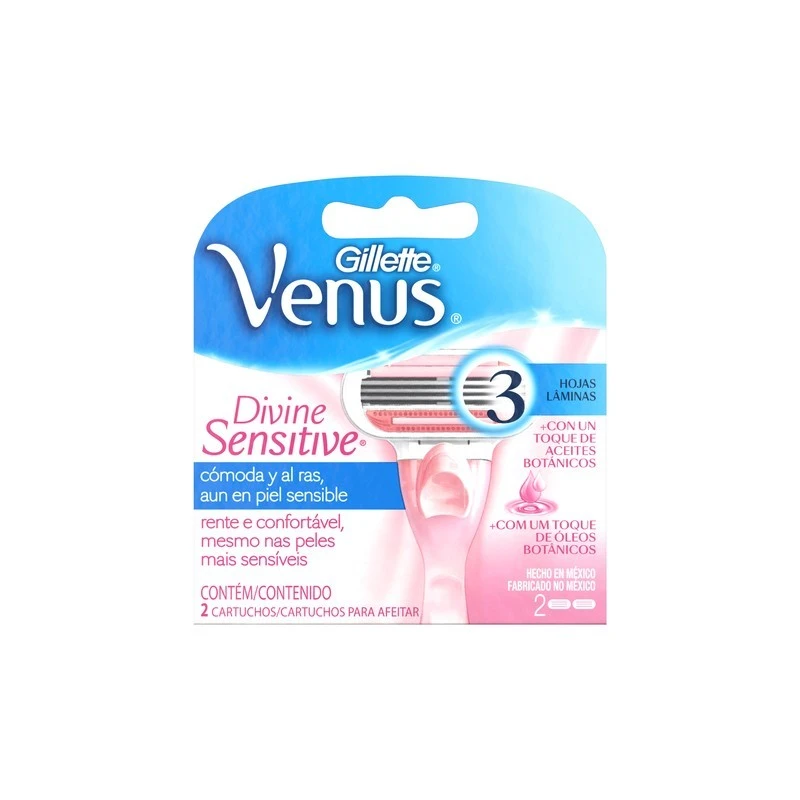 Gillette®
Venus®
3
HOJAS
LÂMINAS
Divine
Sensitive®
+CON UN
TOQUE DE
ACEITES
BOTÁNICOS
cómoda y al ras,
aun en piel sensible
rente e confortável,
mesmo nas peles
mais sensíveis
+COM UM TOQUE
DE ÓLEOS
BOTÂNICOS
HECHO EN MÉXICO
FABRICADO NO MÉXICO
CONTÉM/CONTENIDO
2 CARTUCHOS/CARTUCHOS PARA AFEITAR
2